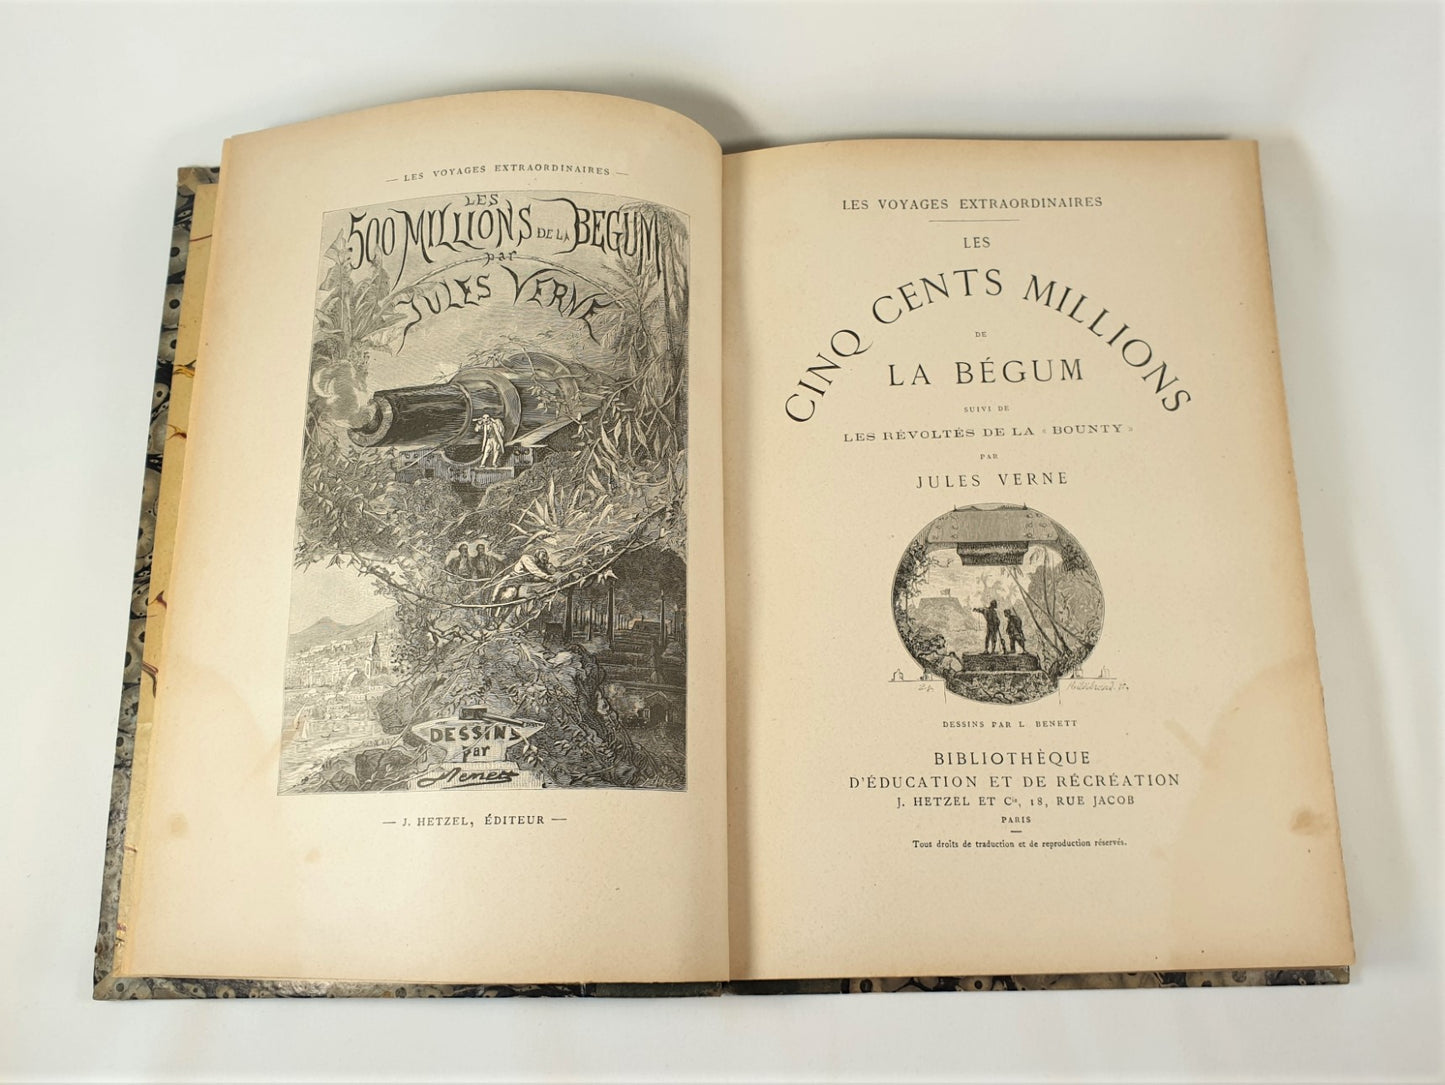 — LES VOYAGES EXTRAORDINAIRES —
LES
500 MILLIONS DE LA BEGUM
par
JULES VERNE
DESSINS
par
Benett
— J. HETZEL, ÉDITEUR —
LES VOYAGES EXTRAORDINAIRES
LES
CINQ CENTS MILLIONS
DE
LA BÉGUM
SUIVI DE
LES RÉVOLTÉS DE LA « BOUNTY »
PAR
JULES VERNE
DESSINS PAR L. BENETT
BIBLIOTHÈQUE
D'ÉDUCATION ET DE RÉCRÉATION
J. HETZEL ET Cie, 18, RUE JACOB
PARIS
Tous droits de traduction et de reproduction réservés.